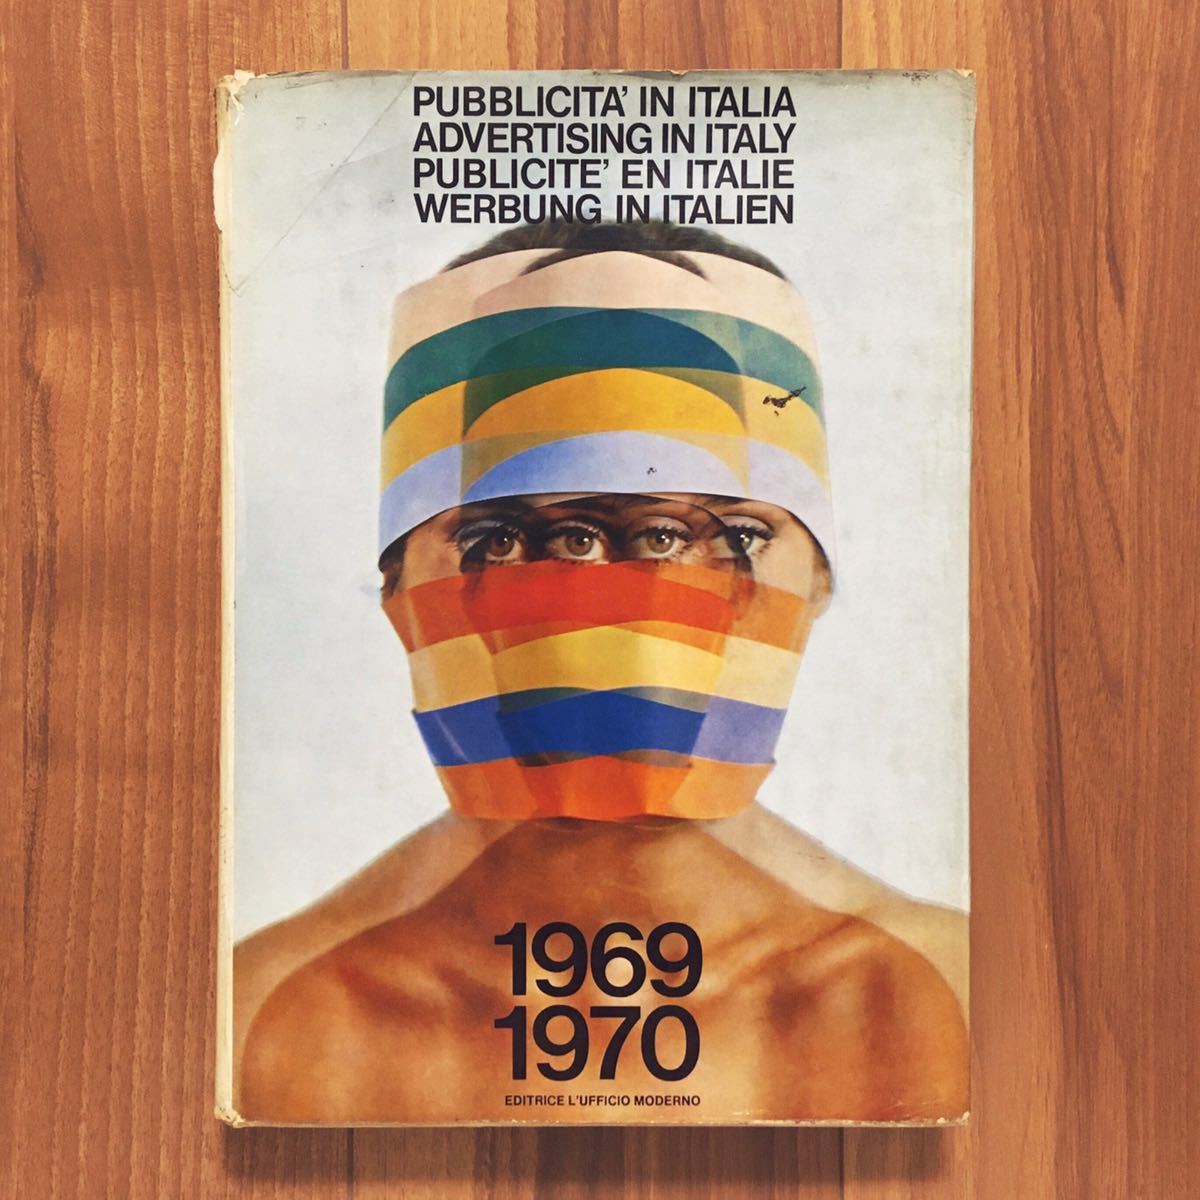 PUBBLICITA' IN ITALIA
ADVERTISING IN ITALY
PUBLICITE' EN ITALIE
WERBUNG IN ITALIEN
1969
1970
EDITRICE L'UFFICIO MODERNO